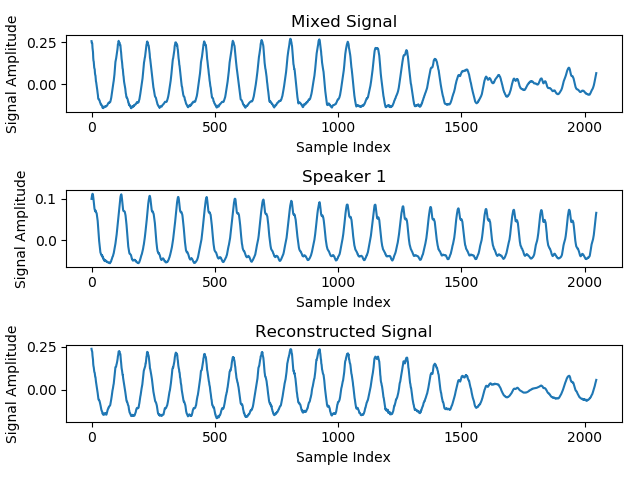 Mixed Signal
Signal Amplitude
0.25
0.00
0
500
1000
1500
2000
Sample Index
Speaker 1
Signal Amplitude
0.1
0.0
0
500
1000
1500
2000
Sample Index
Reconstructed Signal
Signal Amplitude
0.25
0.00
0
500
1000
1500
2000
Sample Index